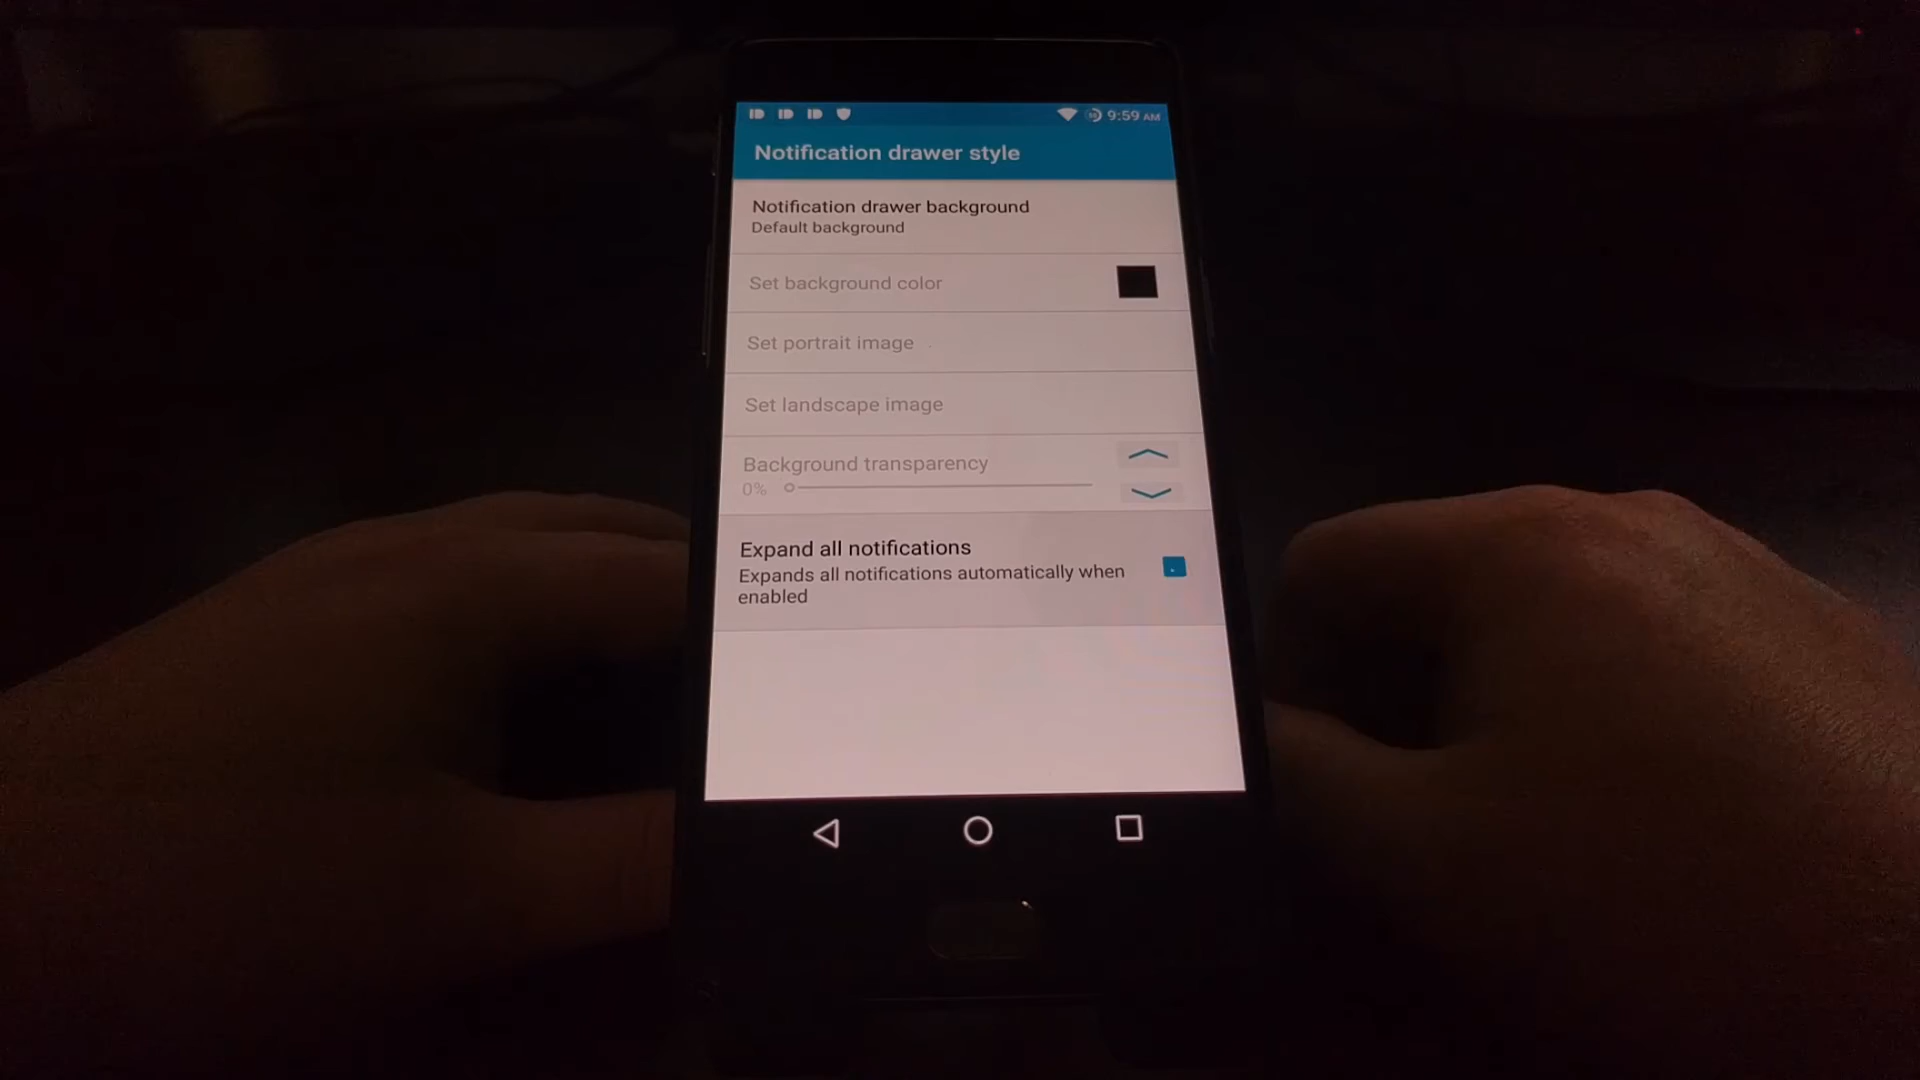 9:59 AM
Notification drawer style
Notification drawer background
Default background
Set background color
Set portrait image
Set landscape image
Background transparency
0%
Expand all notifications
Expands all notifications automatically when
enabled